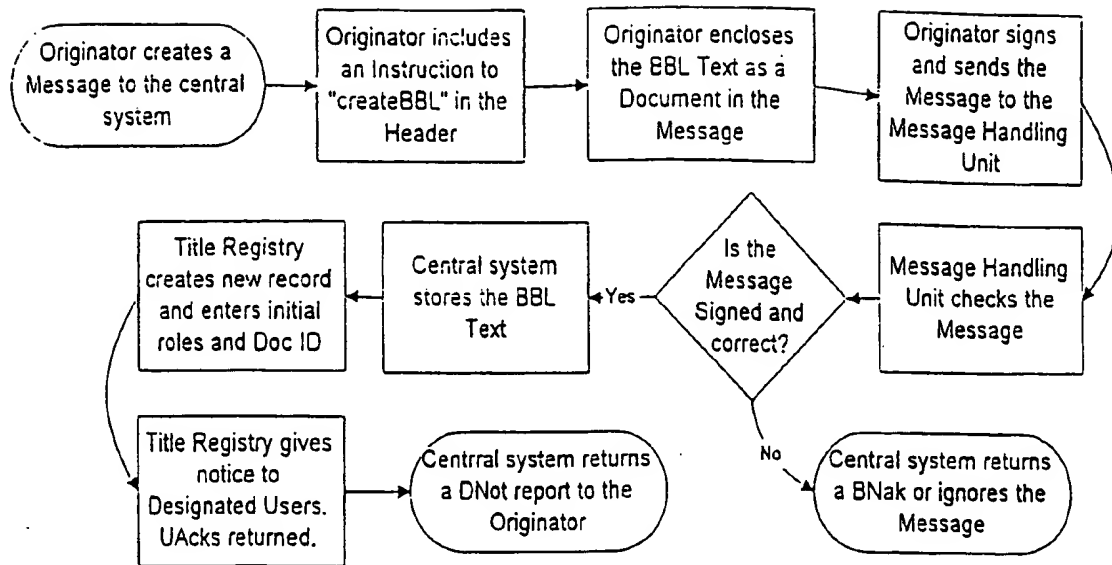 Originator creates a
Message to the central
system
Originator includes
an Instruction to
"createBBL" in the
Header
Originator encloses
the BBL Text as a
Document in the
Message
Originator signs
and sends the
Message to the
Message Handling
Unit
Message Handling
Unit checks the
Message
Is the
Message
Signed and
correct?
Yes
Central system
stores the BBL
Text
Title Registry
creates new record
and enters initial
roles and Doc ID
Title Registry gives
notice to
Designated Users.
UAcks returned.
Centrral system returns
a DNot report to the
Originator
No
Central system returns
a BNak or ignores the
Message